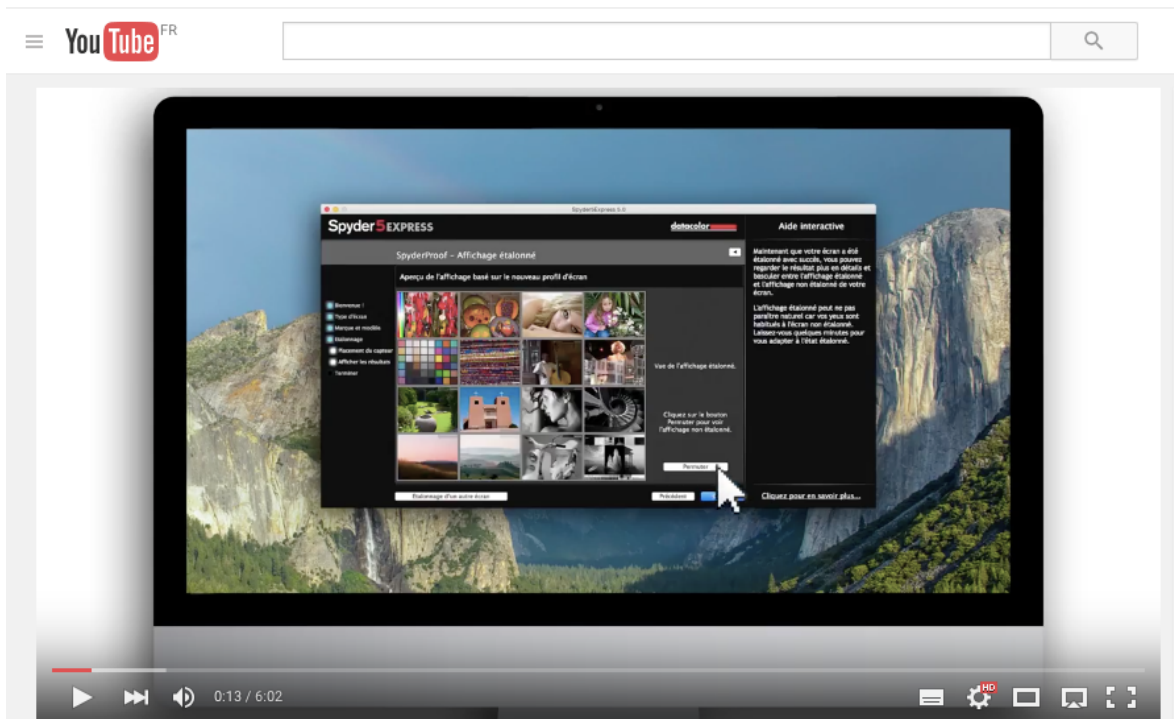 YouTube FR
Spyder5Express 5.0
Spyder5EXPRESS
datacolor
Aide interactive
SpyderProof – Affichage étalonné
Aperçu de l'affichage basé sur le nouveau profil d'écran
Bienvenue !
Type d'écran
Marque et modèle
Etalonnage
Placement du capteur
Afficher les résultats
Terminer
Vue de l'affichage étalonné.
Cliquez sur le bouton
Permuter pour voir
l'affichage non étalonné.
Permuter
Etalonnage d'un autre écran
Précédent
Maintenant que votre écran a été
étalonné avec succès, vous pouvez
regarder le résultat plus en détails et
basculer entre l'affichage étalonné
et l'affichage non étalonné de votre
écran.
L'affichage étalonné peut ne pas
paraître naturel car vos yeux sont
habitués à l'écran non étalonné.
Laissez-vous quelques minutes pour
vous adapter à l'état étalonné.
Cliquez pour en savoir plus...
0:13 / 6:02
HD